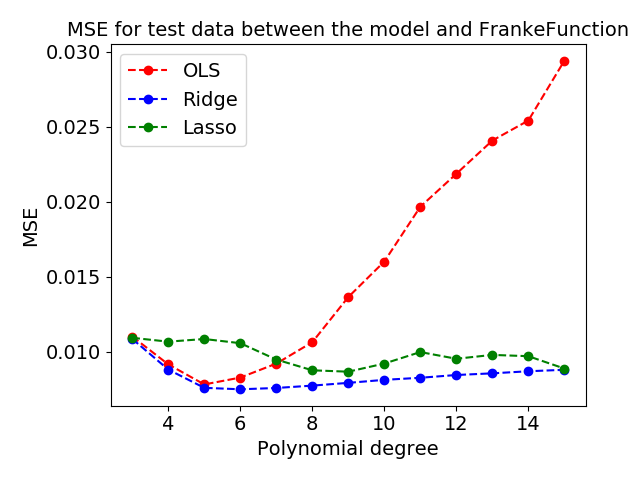 MSE for test data between the model and FrankeFunction
OLS
Ridge
Lasso
MSE
0.030
0.025
0.020
0.015
0.010
4 6 8 10 12 14
Polynomial degree